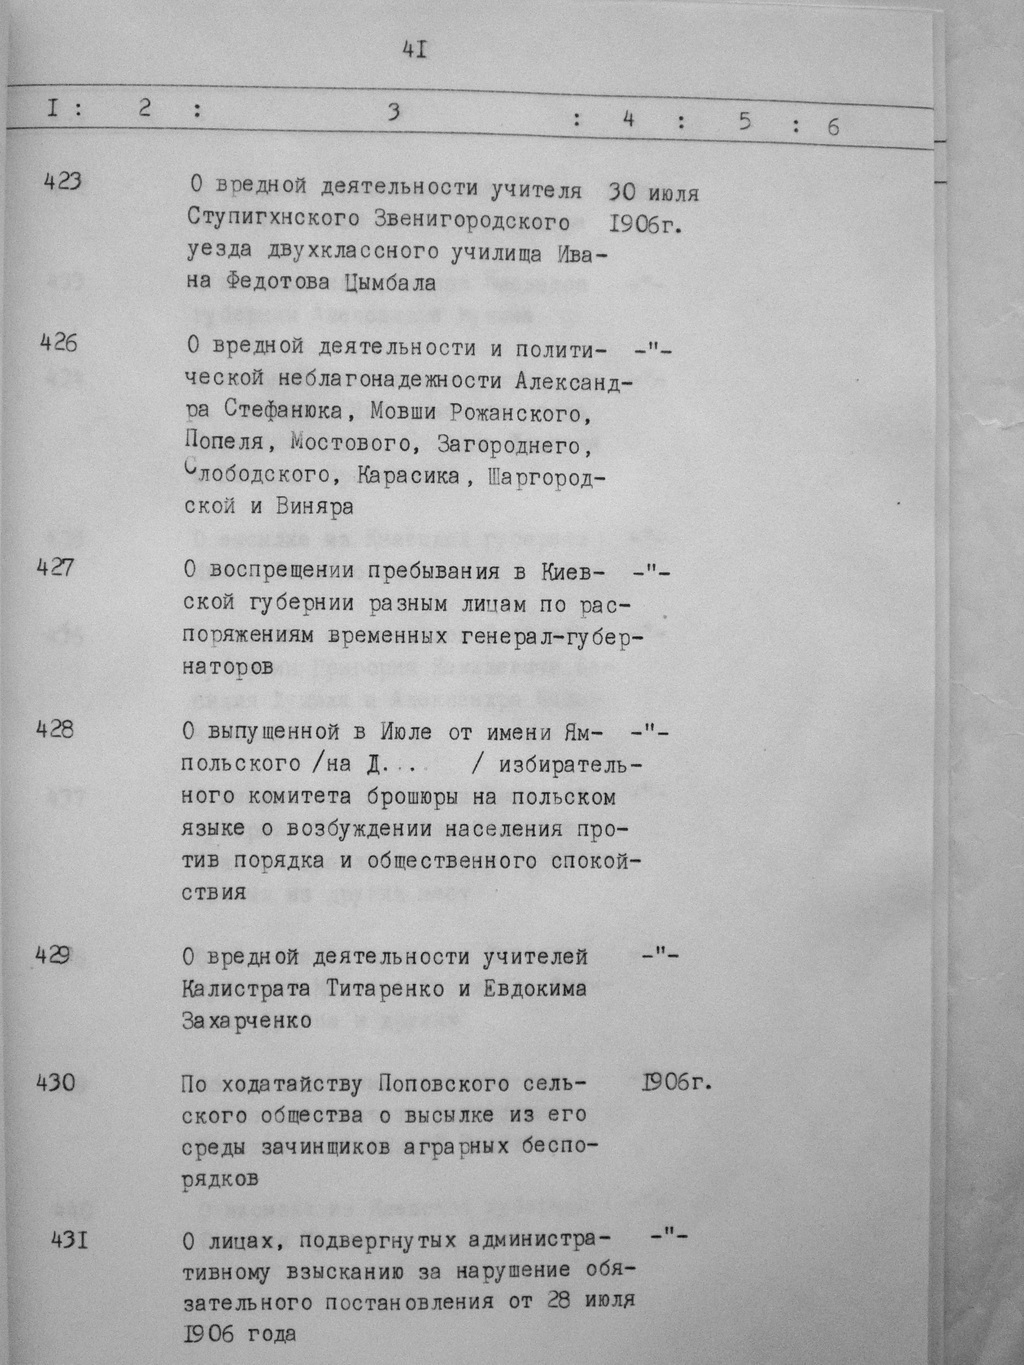 41
I : 2 : 3 : 4 : 5 : 6
423 О вредной деятельности учителя 30 июля
Ступигхнского Звенигородского 1906г.
уезда двухклассного училища Ива-
на Федотова Цымбала
426 О вредной деятельности и полити- -"-
ческой неблагонадежности Александ-
ра Стефанюка, Мовши Рожанского,
Попеля, Мостового, Загороднего,
Слободского, Карасика, Шаргород-
ской и Виняра
427 О воспрещении пребывания в Киев- -"-
ской губернии разным лицам по рас-
поряжениям временных генерал-губер-
наторов
428 О выпущенной в Июле от имени Ям- -"-
польского /на Д... / избиратель-
ного комитета брошюры на польском
языке о возбуждении населения про-
тив порядка и общественного спокой-
ствия
429 О вредной деятельности учителей -"-
Калистрата Титаренко и Евдокима
Захарченко
430 По ходатайству Поповского сель- 1906г.
ского общества о высылке из его
среды зачинщиков аграрных беспо-
рядков
431 О лицах, подвергнутых администра- -"-
тивному взысканию за нарушение обя-
зательного постановления от 28 июля
1906 года